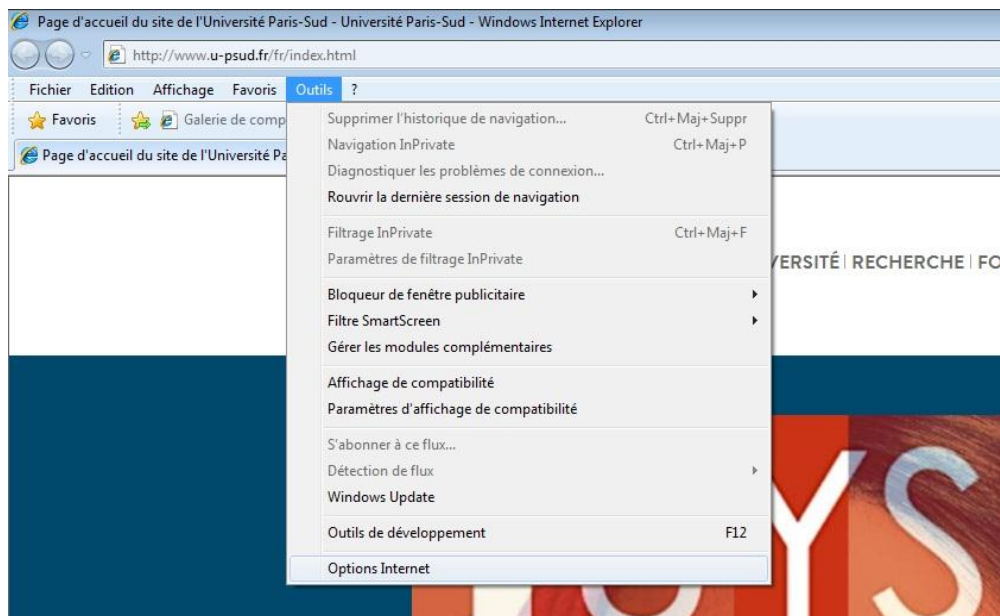 Page d'accueil du site de l'Université Paris-Sud - Université Paris-Sud - Windows Internet Explorer
http://www.u-psud.fr/fr/index.html
Fichier Edition Affichage Favoris Outils ?
Favoris Galerie de comp
Page d'accueil du site de l'Université Pa
Supprimer l'historique de navigation... Ctrl+Maj+Suppr
Navigation InPrivate Ctrl+Maj+P
Diagnostiquer les problèmes de connexion...
Rouvrir la dernière session de navigation
Filtrage InPrivate Ctrl+Maj+F
Paramètres de filtrage InPrivate
VERSITÉ | RECHERCHE | FO
Bloqueur de fenêtre publicitaire
Filtre SmartScreen
Gérer les modules complémentaires
Affichage de compatibilité
Paramètres d'affichage de compatibilité
S'abonner à ce flux...
Détection de flux
Windows Update
Outils de développement F12
Options Internet
YS